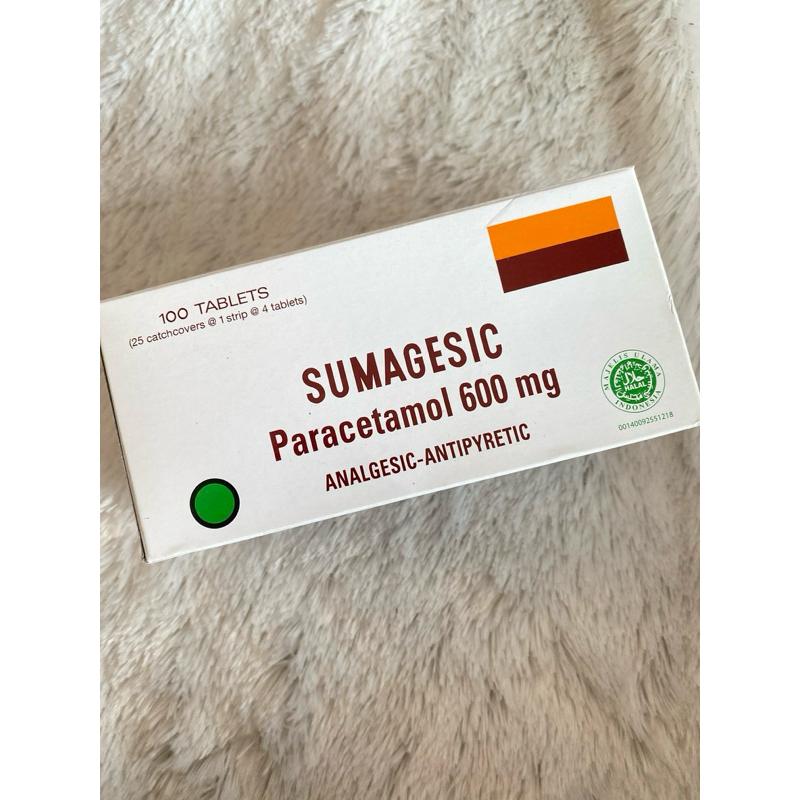 100 TABLETS
(25 catchcovers @ 1 strip @ 4 tablets)
SUMAGESIC
Paracetamol 600 mg
ANALGESIC-ANTIPYRETIC
MAJELIS ULAMA
حلال
HALAL
INDONESIA
00140092551218